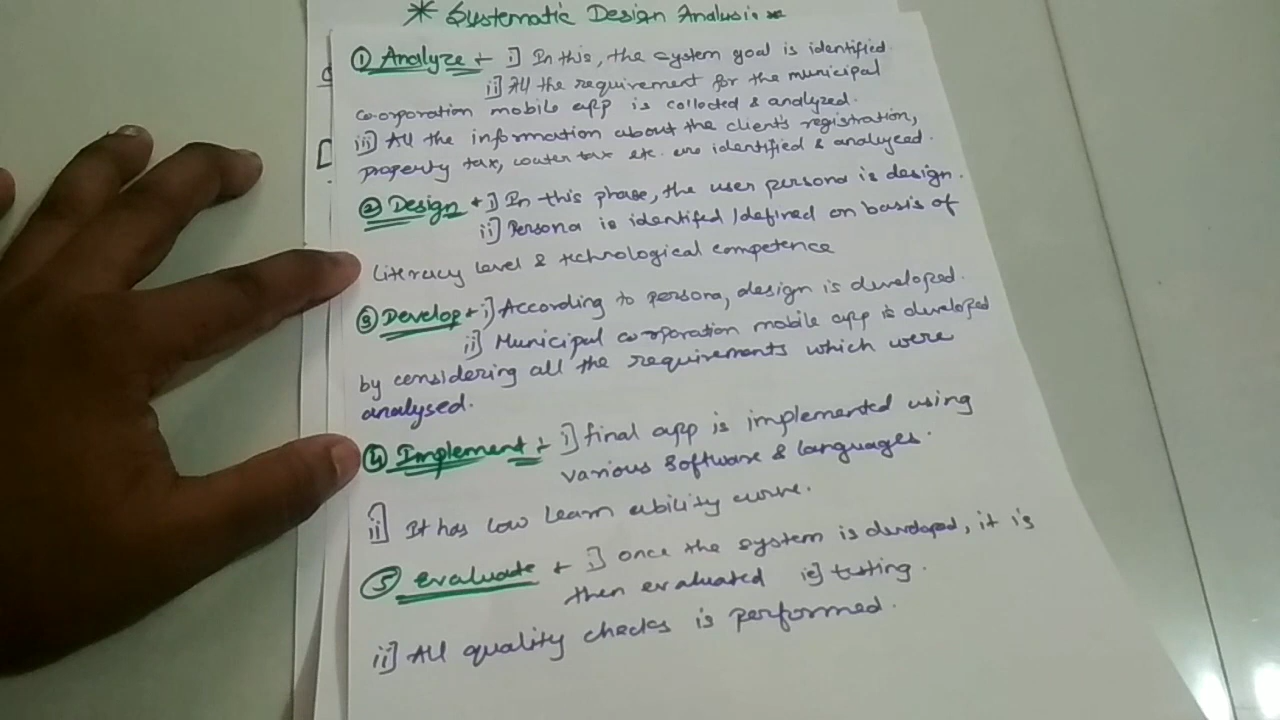 * Systematic Design Analysis
① Analyze + i] In this, the system goal is identified.
ii] All the requirement for the municipal
co-orporation mobile app is collected & analyzed.
iii] All the information about the client's registration,
property tax, water tax etc. are identified & analyzed.
② Design + i] In this phase, the user persona is design.
ii] Persona is identifed /defined on basis of
Literacy level & technological competence
③ Develop + i] According to persona, design is developed.
ii] Municipal co-orporation mobile app is developed
by considering all the requirements which were
analysed.
④ Implement + i] final app is implemented using
various software & languages.
ii] It has low learn ability curve.
⑤ Evaluate + i] once the system is developed, it is
then evaluated ie] testing.
ii] All quality checks is performed.